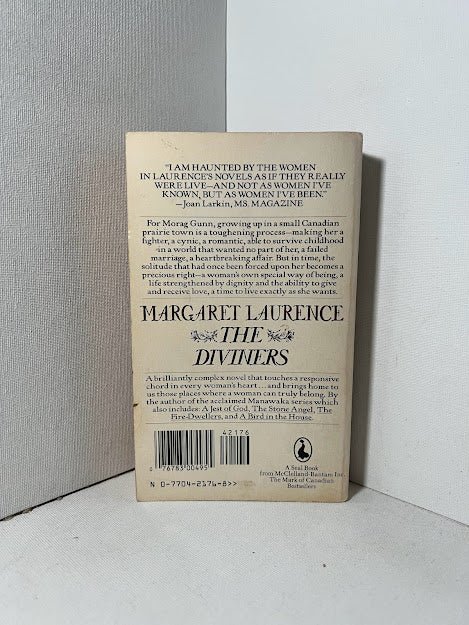 "I AM HAUNTED BY THE WOMEN
IN LAURENCE'S NOVELS AS IF THEY REALLY
WERE LIVE—AND NOT AS WOMEN I'VE
KNOWN, BUT AS WOMEN I'VE BEEN."
—Joan Larkin, MS. MAGAZINE
For Morag Gunn, growing up in a small Canadian
prairie town is a toughening process—making her a
fighter, a cynic, a romantic, able to survive childhood
in a world that wanted no part of her, a failed
marriage, a heartbreaking affair. But in time, the
solitude that had once been forced upon her becomes a
precious right—a woman's own special way of being, a
life strengthened by dignity and the ability to give
and receive love, a time to live exactly as she wants.
MARGARET LAURENCE
THE
DIVINERS
A brilliantly complex novel that touches a responsive
chord in every woman's heart... and brings home to
us those places where a woman can truly belong. By
the author of the acclaimed Manawaka series which
also includes: A Jest of God, The Stone Angel, The
Fire-Dwellers, and A Bird in the House.
42176
0 76783 00495
N 0-7704-2176-8>>
A Seal Book
from McClelland-Bantam Inc.
The Mark of Canadian
Bestsellers